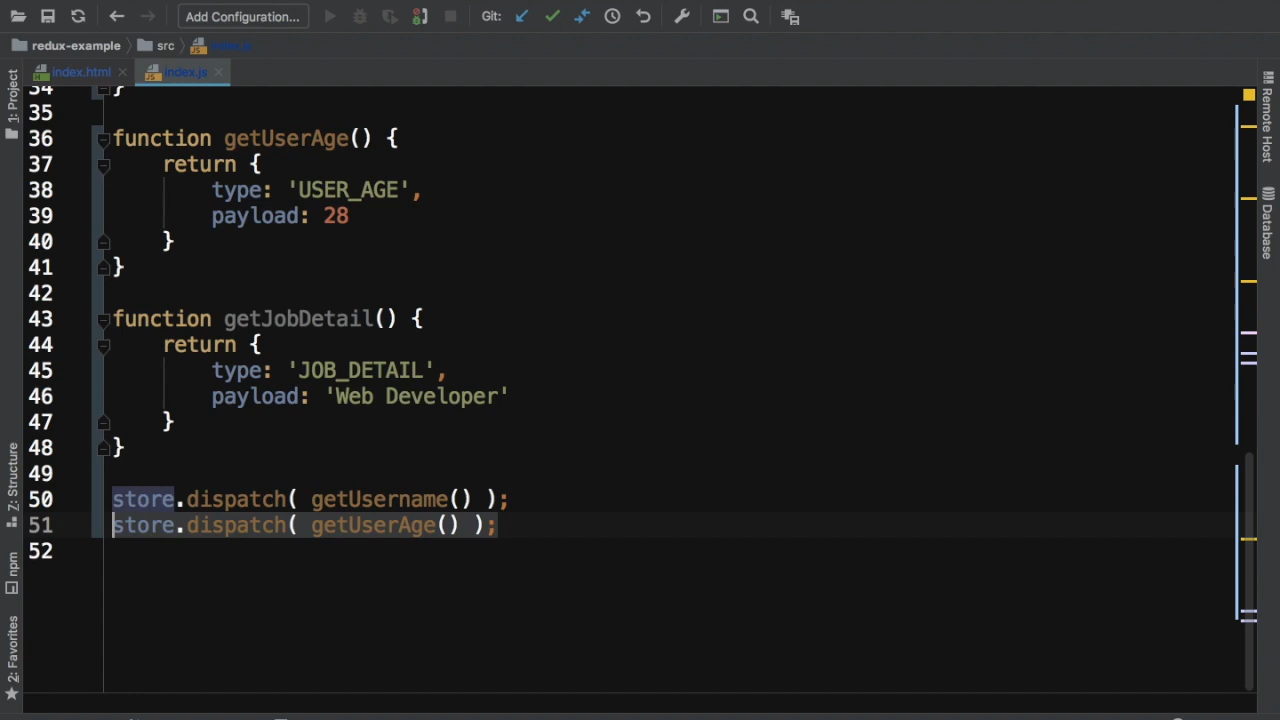 Add Configuration...
Git:
redux-example
src
index.js
index.html
index.js
34 }
35
36 function getUserAge() {
37 return {
38 type: 'USER_AGE',
39 payload: 28
40 }
41 }
42
43 function getJobDetail() {
44 return {
45 type: 'JOB_DETAIL',
46 payload: 'Web Developer'
47 }
48 }
49
50 store.dispatch( getUsername() );
51 store.dispatch( getUserAge() );
52
1: Project
Z: Structure
npm
2: Favorites
Remote Host
Database